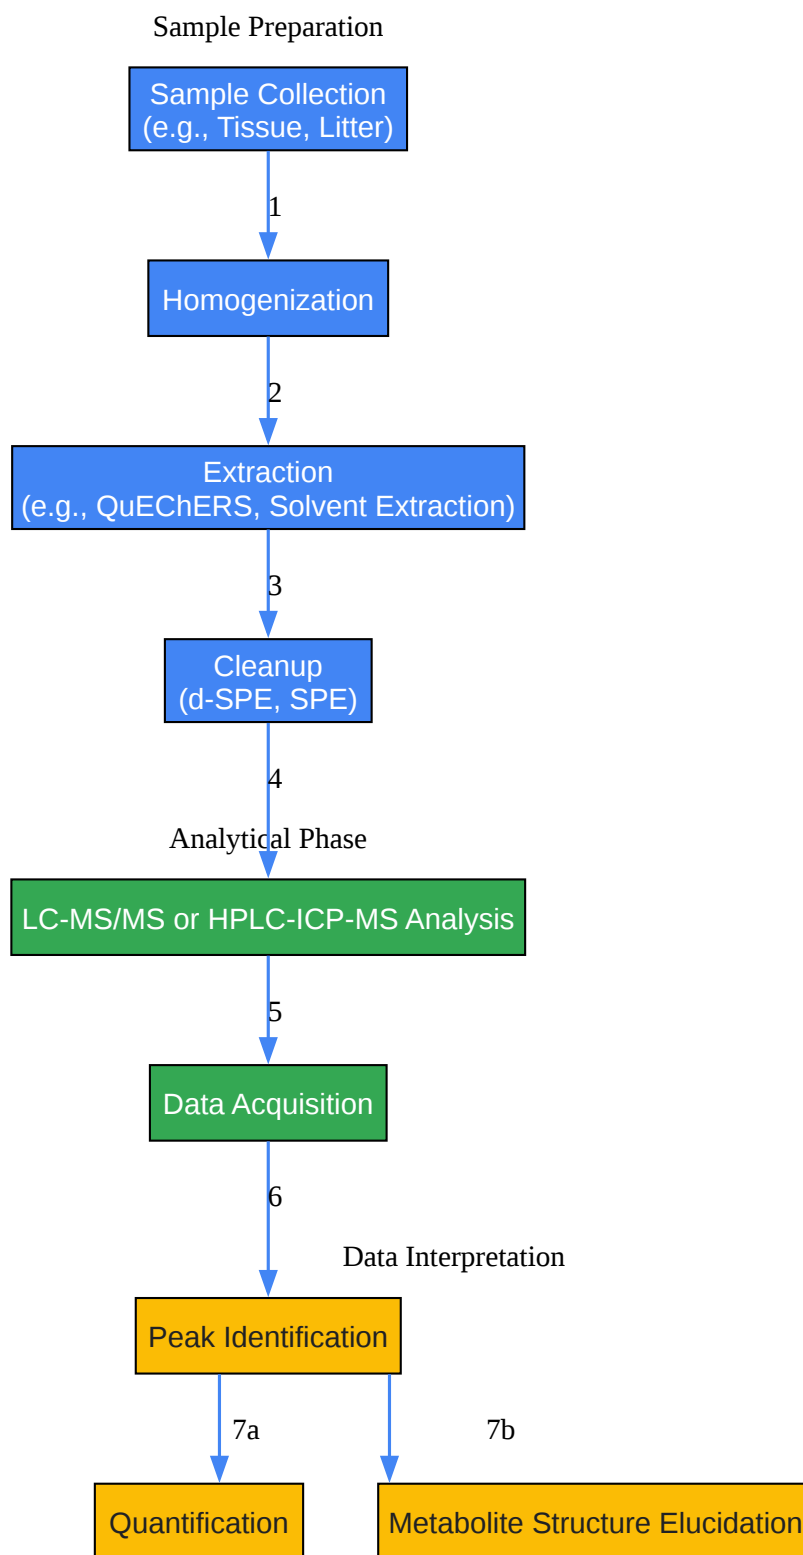 Sample Preparation
Sample Collection
(e.g., Tissue, Litter)
1
Homogenization
2
Extraction
(e.g., QuEChERS, Solvent Extraction)
3
Cleanup
(d-SPE, SPE)
4
Analytical Phase
LC-MS/MS or HPLC-ICP-MS Analysis
5
Data Acquisition
6
Data Interpretation
Peak Identification
7a
7b
Quantification
Metabolite Structure Elucidation